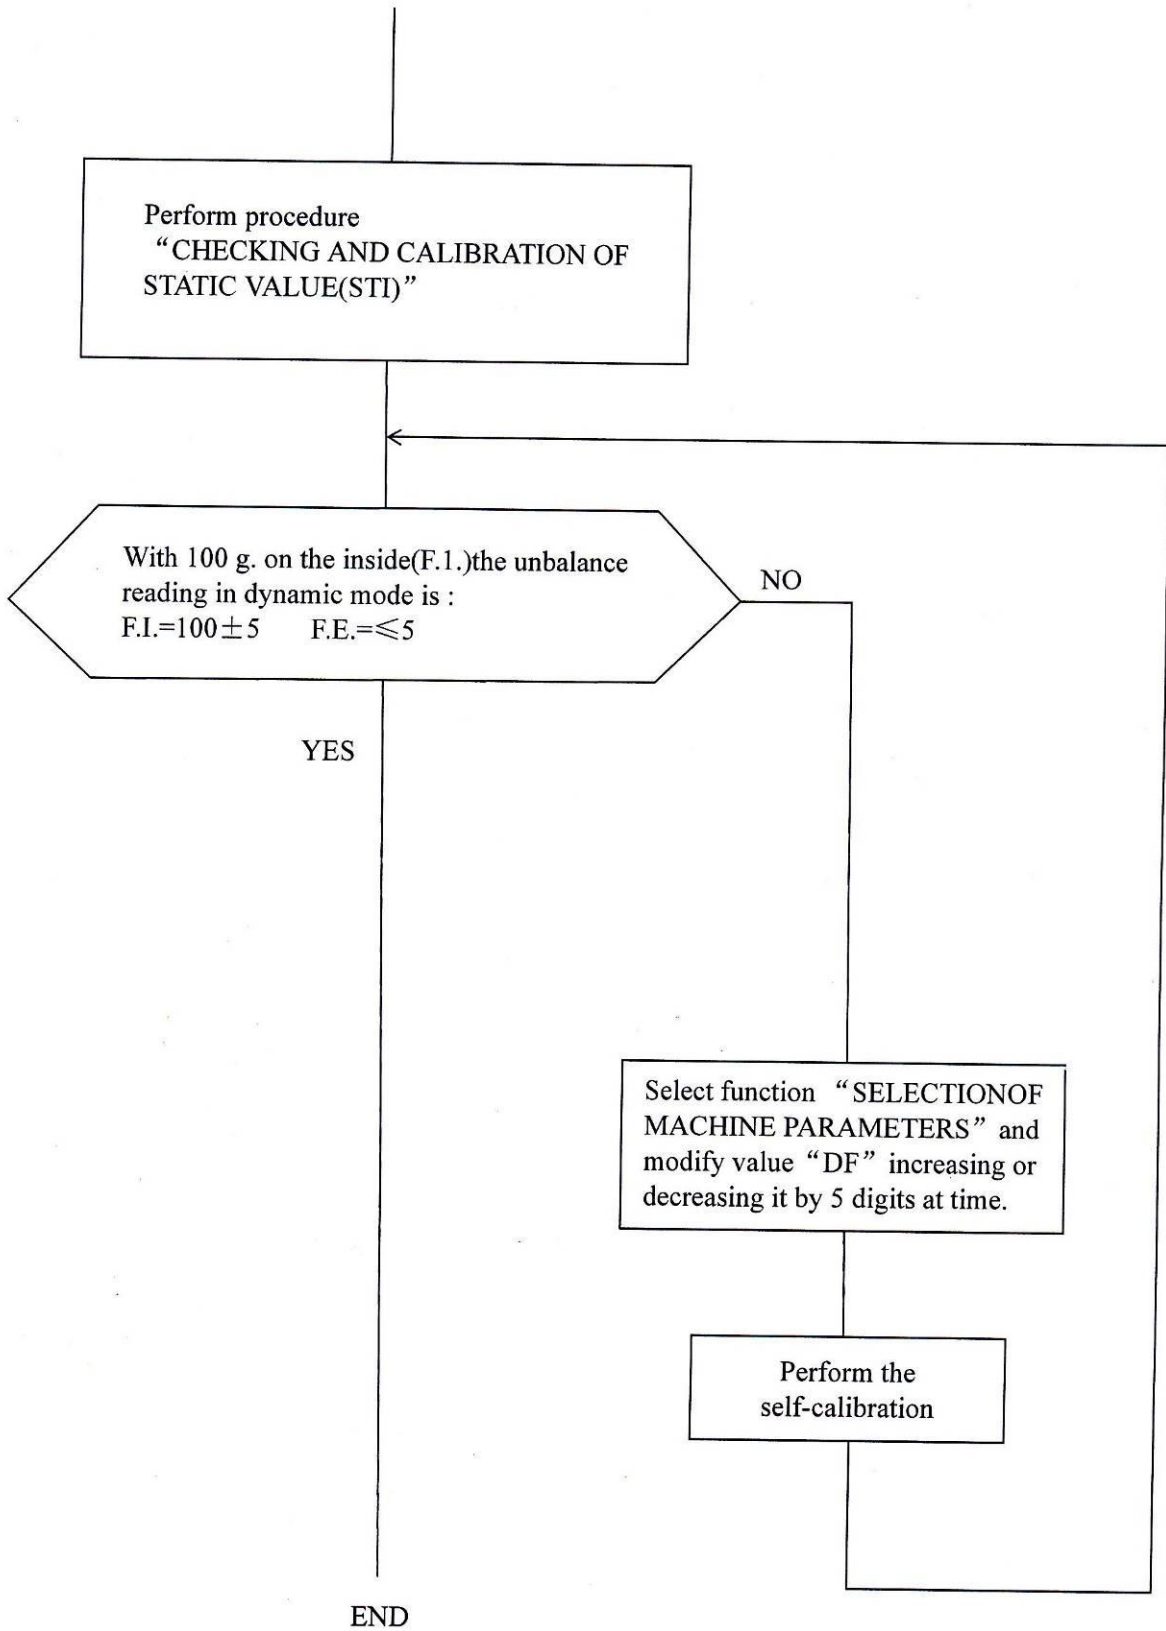 Perform procedure
“CHECKING AND CALIBRATION OF
STATIC VALUE(STI)”
With 100 g. on the inside(F.1.)the unbalance
reading in dynamic mode is :
F.I.=100±5 F.E.=≤5
NO
YES
Select function “SELECTIONOF
MACHINE PARAMETERS” and
modify value “DF” increasing or
decreasing it by 5 digits at time.
Perform the
self-calibration
END